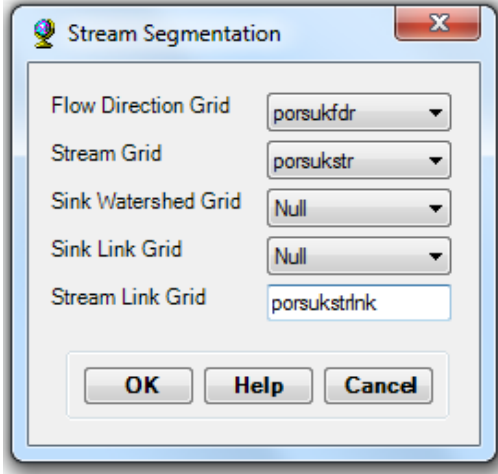 Stream Segmentation
Flow Direction Grid porsukfdr
Stream Grid porsukstr
Sink Watershed Grid Null
Sink Link Grid Null
Stream Link Grid porsukstrlnk
OK Help Cancel